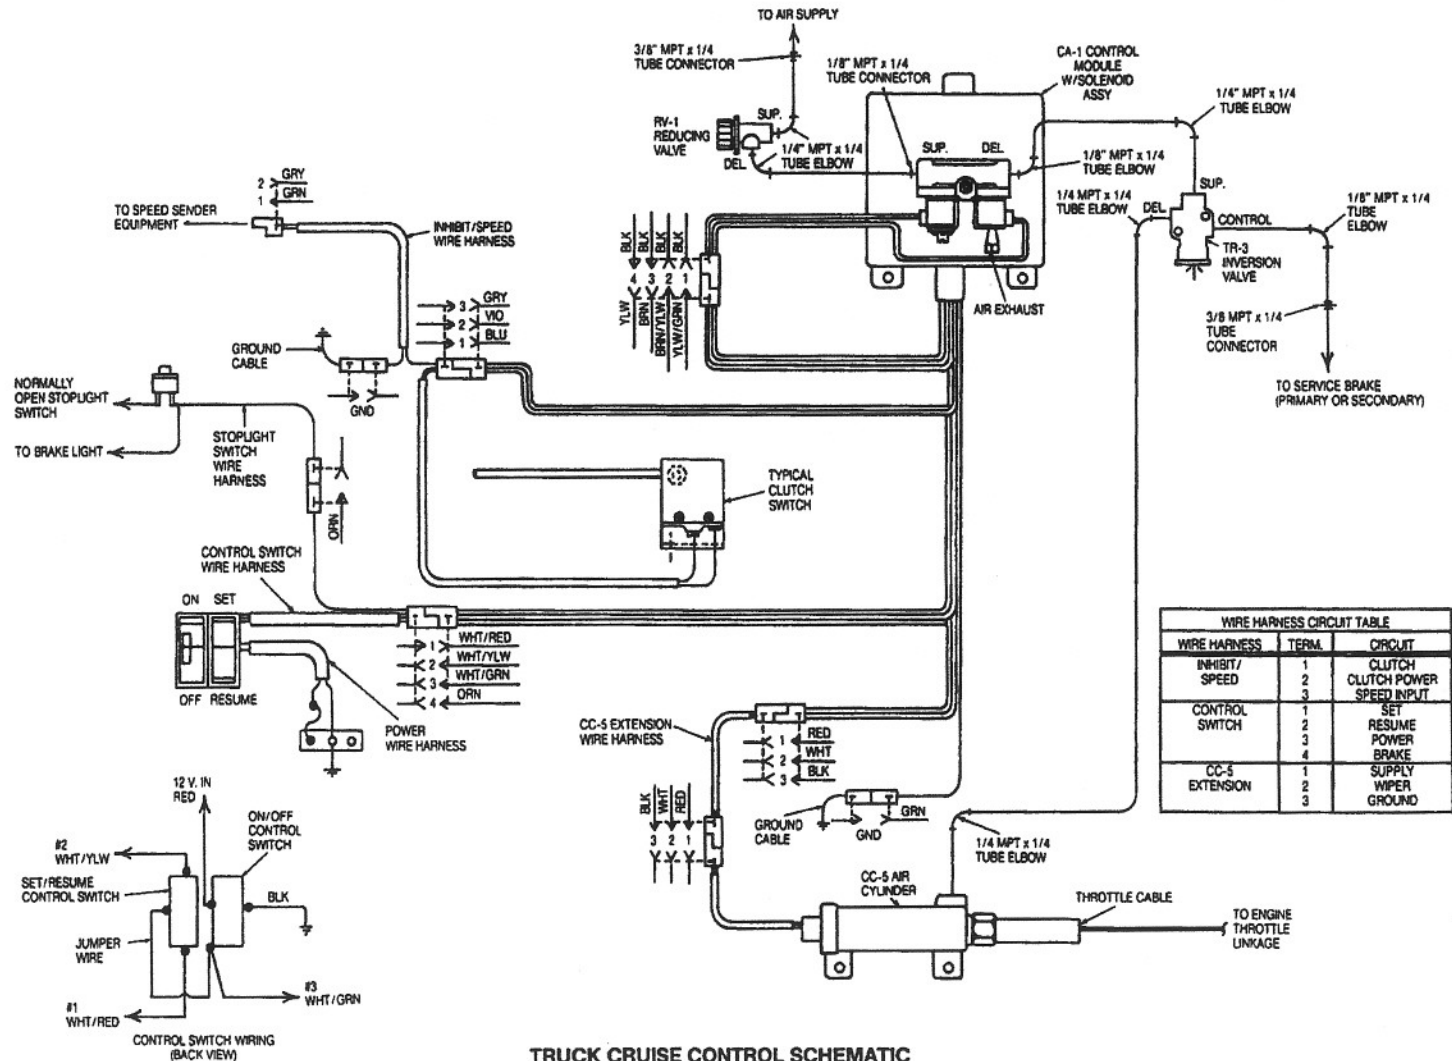 TO AIR SUPPLY
3/8" MPT x 1/4
TUBE CONNECTOR
1/8" MPT x 1/4
TUBE CONNECTOR
CA-1 CONTROL
MODULE
W/SOLENOID
ASSY
1/4" MPT x 1/4
TUBE ELBOW
RV-1
REDUCING
VALVE
SUP.
DEL
1/4" MPT x 1/4
TUBE ELBOW
SUP.
DEL
1/8" MPT x 1/4
TUBE ELBOW
1/4 MPT x 1/4
TUBE ELBOW
DEL
SUP.
CONTROL
1/8" MPT x 1/4
TUBE
ELBOW
TR-3
INVERSION
VALVE
3/8 MPT x 1/4
TUBE
CONNECTOR
TO SERVICE BRAKE
(PRIMARY OR SECONDARY)
AIR EXHAUST
2 GRY
1 GRN
TO SPEED SENDER
EQUIPMENT
INHIBIT/SPEED
WIRE HARNESS
BLK BLK BLK BLK
4 3 2 1
YLW BRN BRN/YLW YLW/GRN
3 GRY
2 VIO
1 BLU
GROUND
CABLE
GND
NORMALLY
OPEN STOPLIGHT
SWITCH
TO BRAKE LIGHT
STOPLIGHT
SWITCH
WIRE
HARNESS
ORN
TYPICAL
CLUTCH
SWITCH
CONTROL SWITCH
WIRE HARNESS
ON SET
OFF RESUME
1 WHT/RED
2 WHT/YLW
3 WHT/GRN
4 ORN
POWER
WIRE HARNESS
CC-5 EXTENSION
WIRE HARNESS
1 RED
2 WHT
3 BLK
BLK WHT RED
3 2 1
GROUND
CABLE
GND
GRN
WIRE HARNESS CIRCUIT TABLE
WIRE HARNESS TERM. CIRCUIT
INHIBIT/ 1 CLUTCH
SPEED 2 CLUTCH POWER
3 SPEED INPUT
CONTROL 1 SET
SWITCH 2 RESUME
3 POWER
4 BRAKE
CC-5 1 SUPPLY
EXTENSION 2 WIPER
3 GROUND
1/4 MPT x 1/4
TUBE ELBOW
CC-5 AIR
CYLINDER
THROTTLE CABLE
TO ENGINE
THROTTLE
LINKAGE
12 V. IN
RED
ON/OFF
CONTROL
SWITCH
#2
WHT/YLW
SET/RESUME
CONTROL SWITCH
BLK
JUMPER
WIRE
#3
WHT/GRN
#1
WHT/RED
CONTROL SWITCH WIRING
(BACK VIEW)
TRUCK CRUISE CONTROL SCHEMATIC